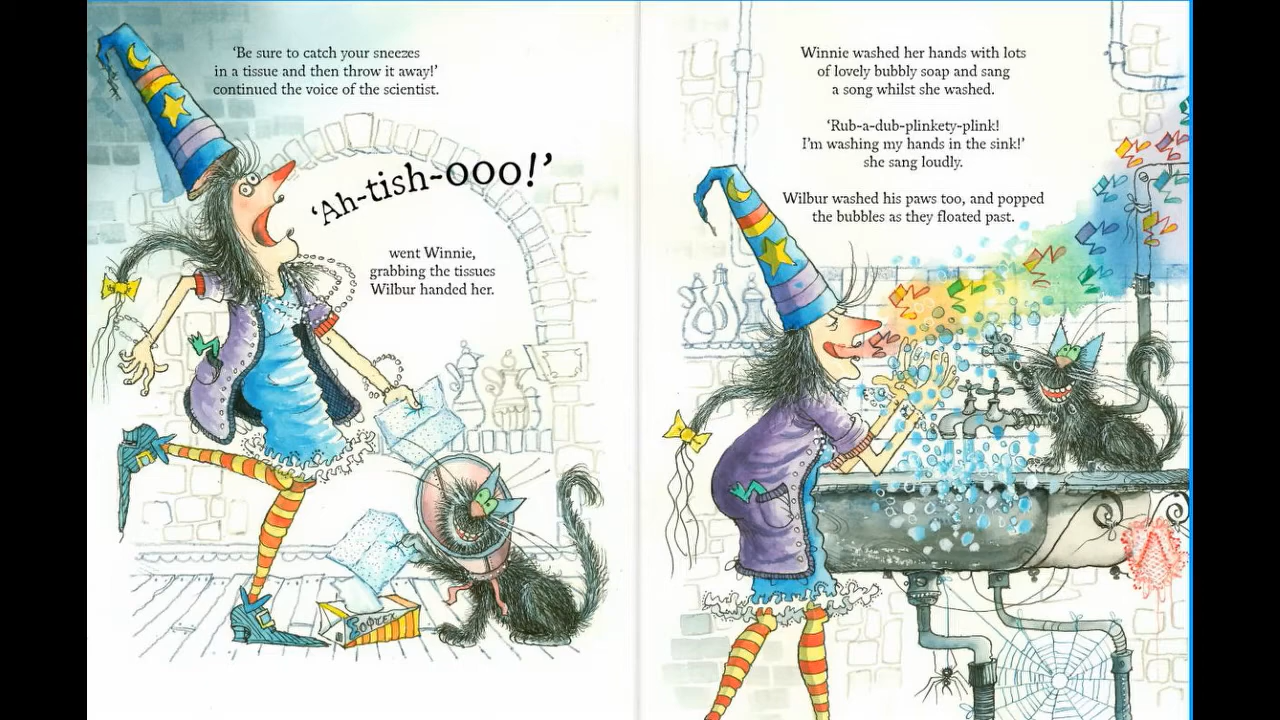 ‘Be sure to catch your sneezes
in a tissue and then throw it away!’
continued the voice of the scientist.
‘Ah-tish-OOO!’
went Winnie,
grabbing the tissues
Wilbur handed her.
Winnie washed her hands with lots
of lovely bubbly soap and sang
a song whilst she washed.
‘Rub-a-dub-plinkety-plink!
I’m washing my hands in the sink!’
she sang loudly.
Wilbur washed his paws too, and popped
the bubbles as they floated past.